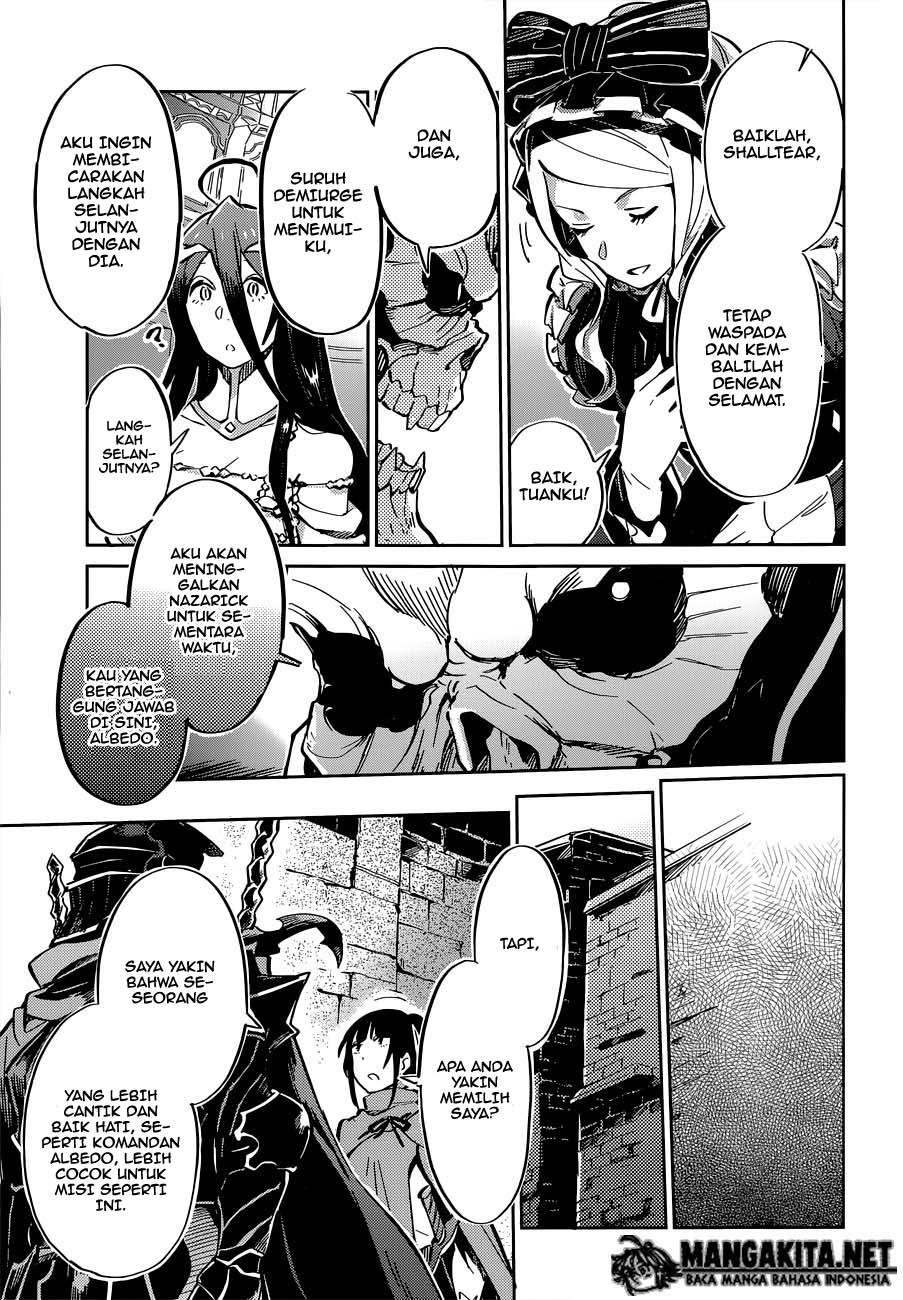 BAIKLAH,
SHALLTEAR,
TETAP
WASPADA
DAN KEM-
BALILAH
DENGAN
SELAMAT.
BAIK,
TUANKU!
DAN
JUGA,
SURUH
DEMIURGE
UNTUK
MENEMUI-
KU,
AKU INGIN
MEMBI-
CARAKAN
LANGKAH
SELAN-
JUTNYA
DENGAN
DIA.
?
LANG-
KAH
SELAN-
JUTNYA?
AKU AKAN
MENING-
GALKAN
NAZARICK
UNTUK SE-
MENTARA
WAKTU,
KAU YANG
BERTANG-
GUNG JAWAB
DI SINI,
ALBEDO.
TAPI,
APA ANDA
YAKIN
MEMILIH
SAYA?
SAYA YAKIN
BAHWA SE-
SEORANG
YANG LEBIH
CANTIK DAN
BAIK HATI, SE-
PERTI KOMANDAN
ALBEDO, LEBIH
COCOK UNTUK
MISI SEPERTI
INI.
MANGAKITA.NET
BACA MANGA BAHASA INDONESIA